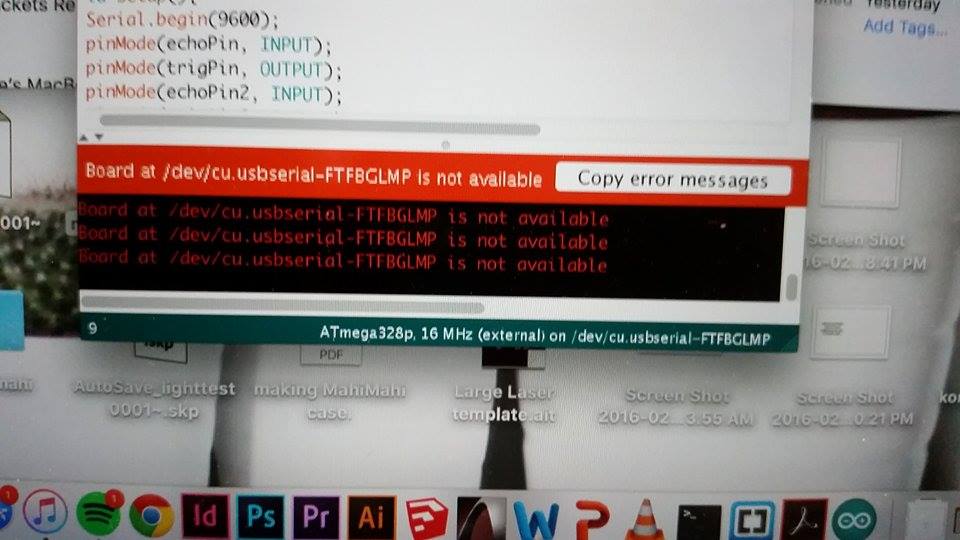 ckets Re
Yesterday
Add Tags...
Serial.begin(9600);
pinMode(echoPin, INPUT);
pinMode(trigPin, OUTPUT);
pinMode(echoPin2, INPUT);
's MacB
Board at /dev/cu.usbserial-FTFBGLMP is not available
Copy error messages
001~
Board at /dev/cu.usbserial-FTFBGLMP is not available
Board at /dev/cu.usbserial-FTFBGLMP is not available
Board at /dev/cu.usbserial-FTFBGLMP is not available
Screen Shot
16-02...8.41 PM
9
ATmega328p, 16 MHz (external) on /dev/cu.usbserial-FTFBGLMP
.skp
PDF
AutoSave_lighttest
0001~.skp
making MahiMahi
case.
Large Laser
template.ait
Screen Shot
2016-02...3.55 AM
Screen Shot
2016-02...0.21 PM
1
1
Id
Ps
Pr
Ai